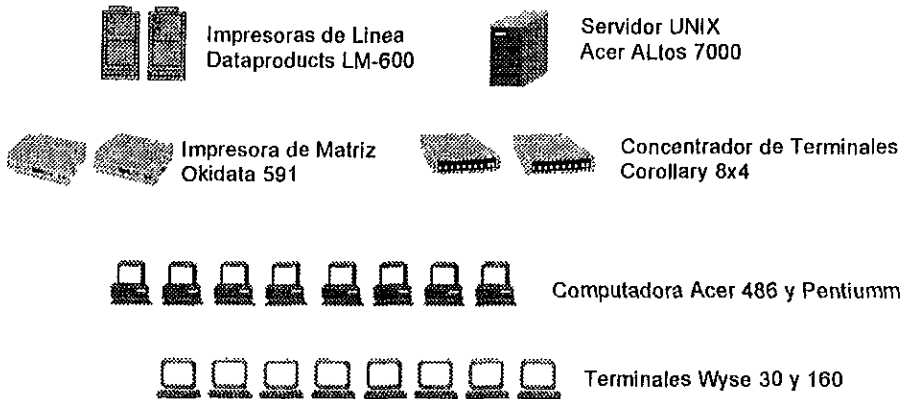 Impresoras de Linea
Dataproducts LM-600
Servidor UNIX
Acer ALtos 7000
Impresora de Matriz
Okidata 591
Concentrador de Terminales
Corollary 8x4
Computadora Acer 486 y Pentiumm
Terminales Wyse 30 y 160